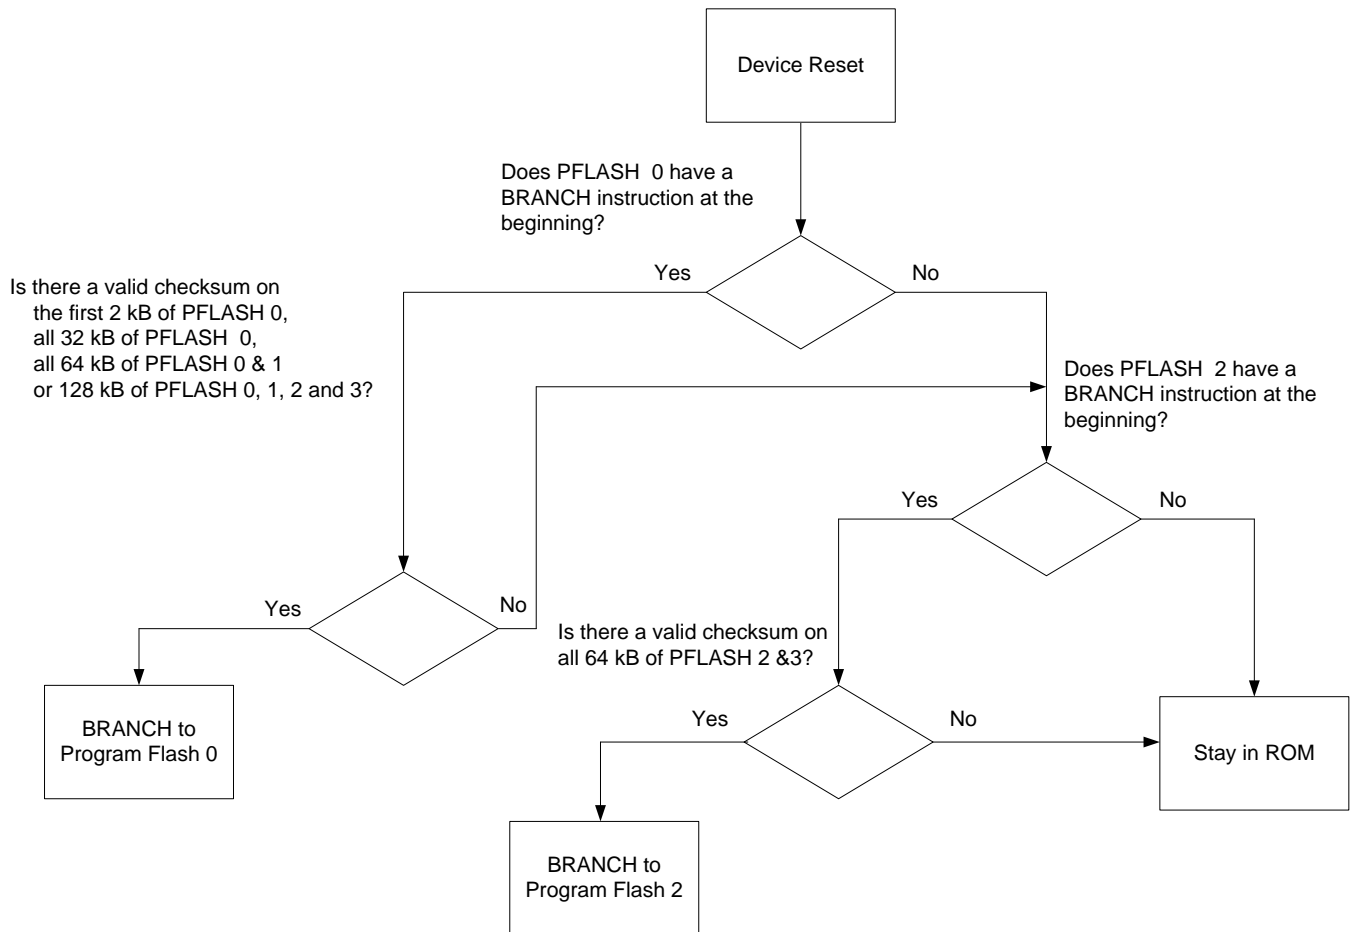 Device Reset
Does PFLASH 0 have a
BRANCH instruction at the
beginning?
Yes
No
Is there a valid checksum on
the first 2 kB of PFLASH 0,
all 32 kB of PFLASH 0,
all 64 kB of PFLASH 0 & 1
or 128 kB of PFLASH 0, 1, 2 and 3?
Does PFLASH 2 have a
BRANCH instruction at the
beginning?
Yes
No
Yes
No
Is there a valid checksum on
all 64 kB of PFLASH 2 &3?
BRANCH to
Program Flash 0
Yes
No
Stay in ROM
BRANCH to
Program Flash 2